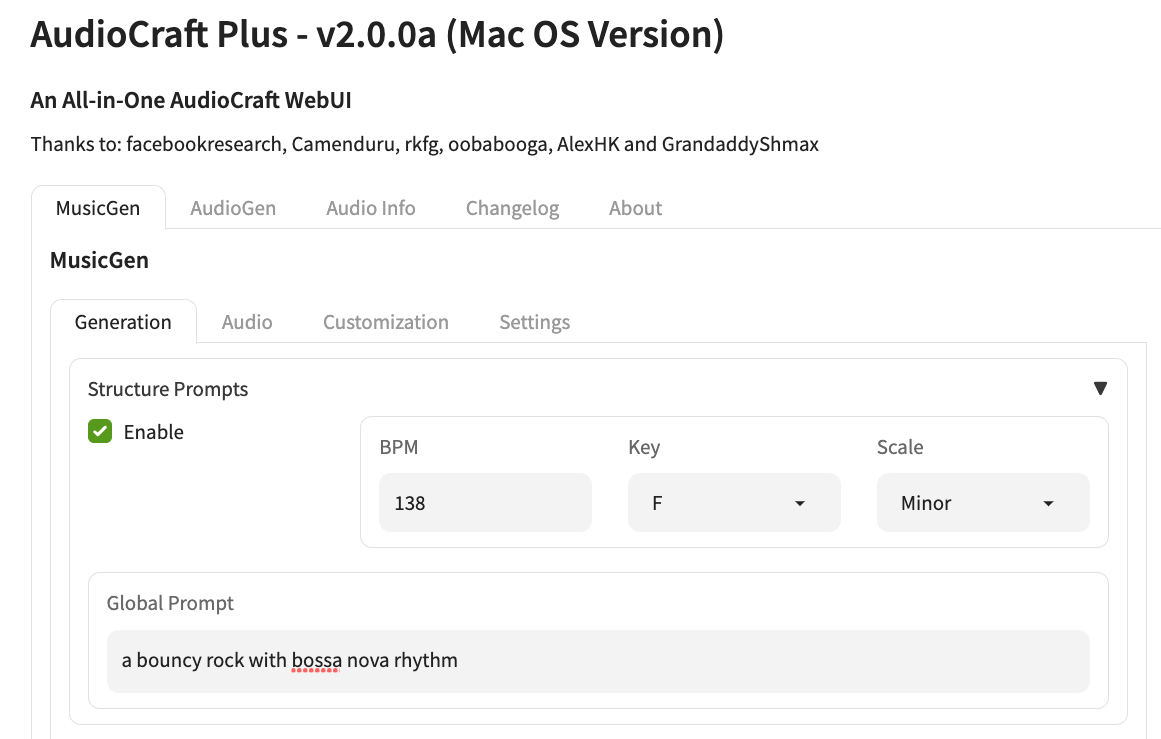 AudioCraft Plus - v2.0.0a (Mac OS Version)
An All-in-One AudioCraft WebUI
Thanks to: facebookresearch, Camenduru, rkfg, oobabooga, AlexHK and GrandaddyShmax
MusicGen AudioGen Audio Info Changelog About
MusicGen
Generation Audio Customization Settings
Structure Prompts
Enable
BPM Key Scale
138 F Minor
Global Prompt
a bouncy rock with bossa nova rhythm